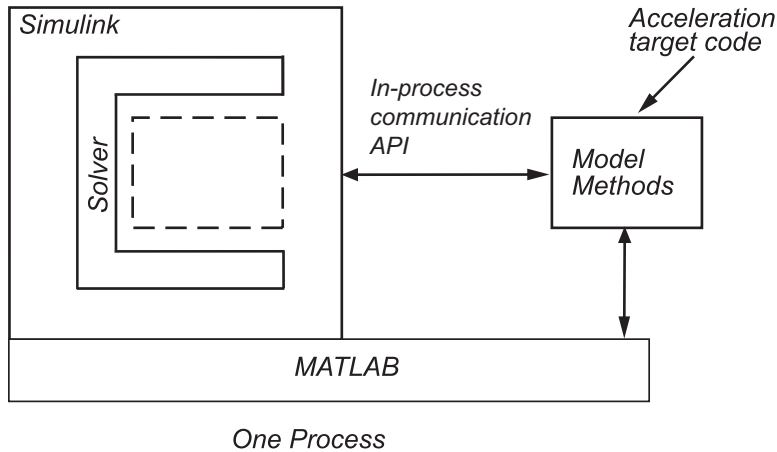 Simulink
Acceleration
target code
In-process
communication
API
Solver
Model
Methods
MATLAB
One Process